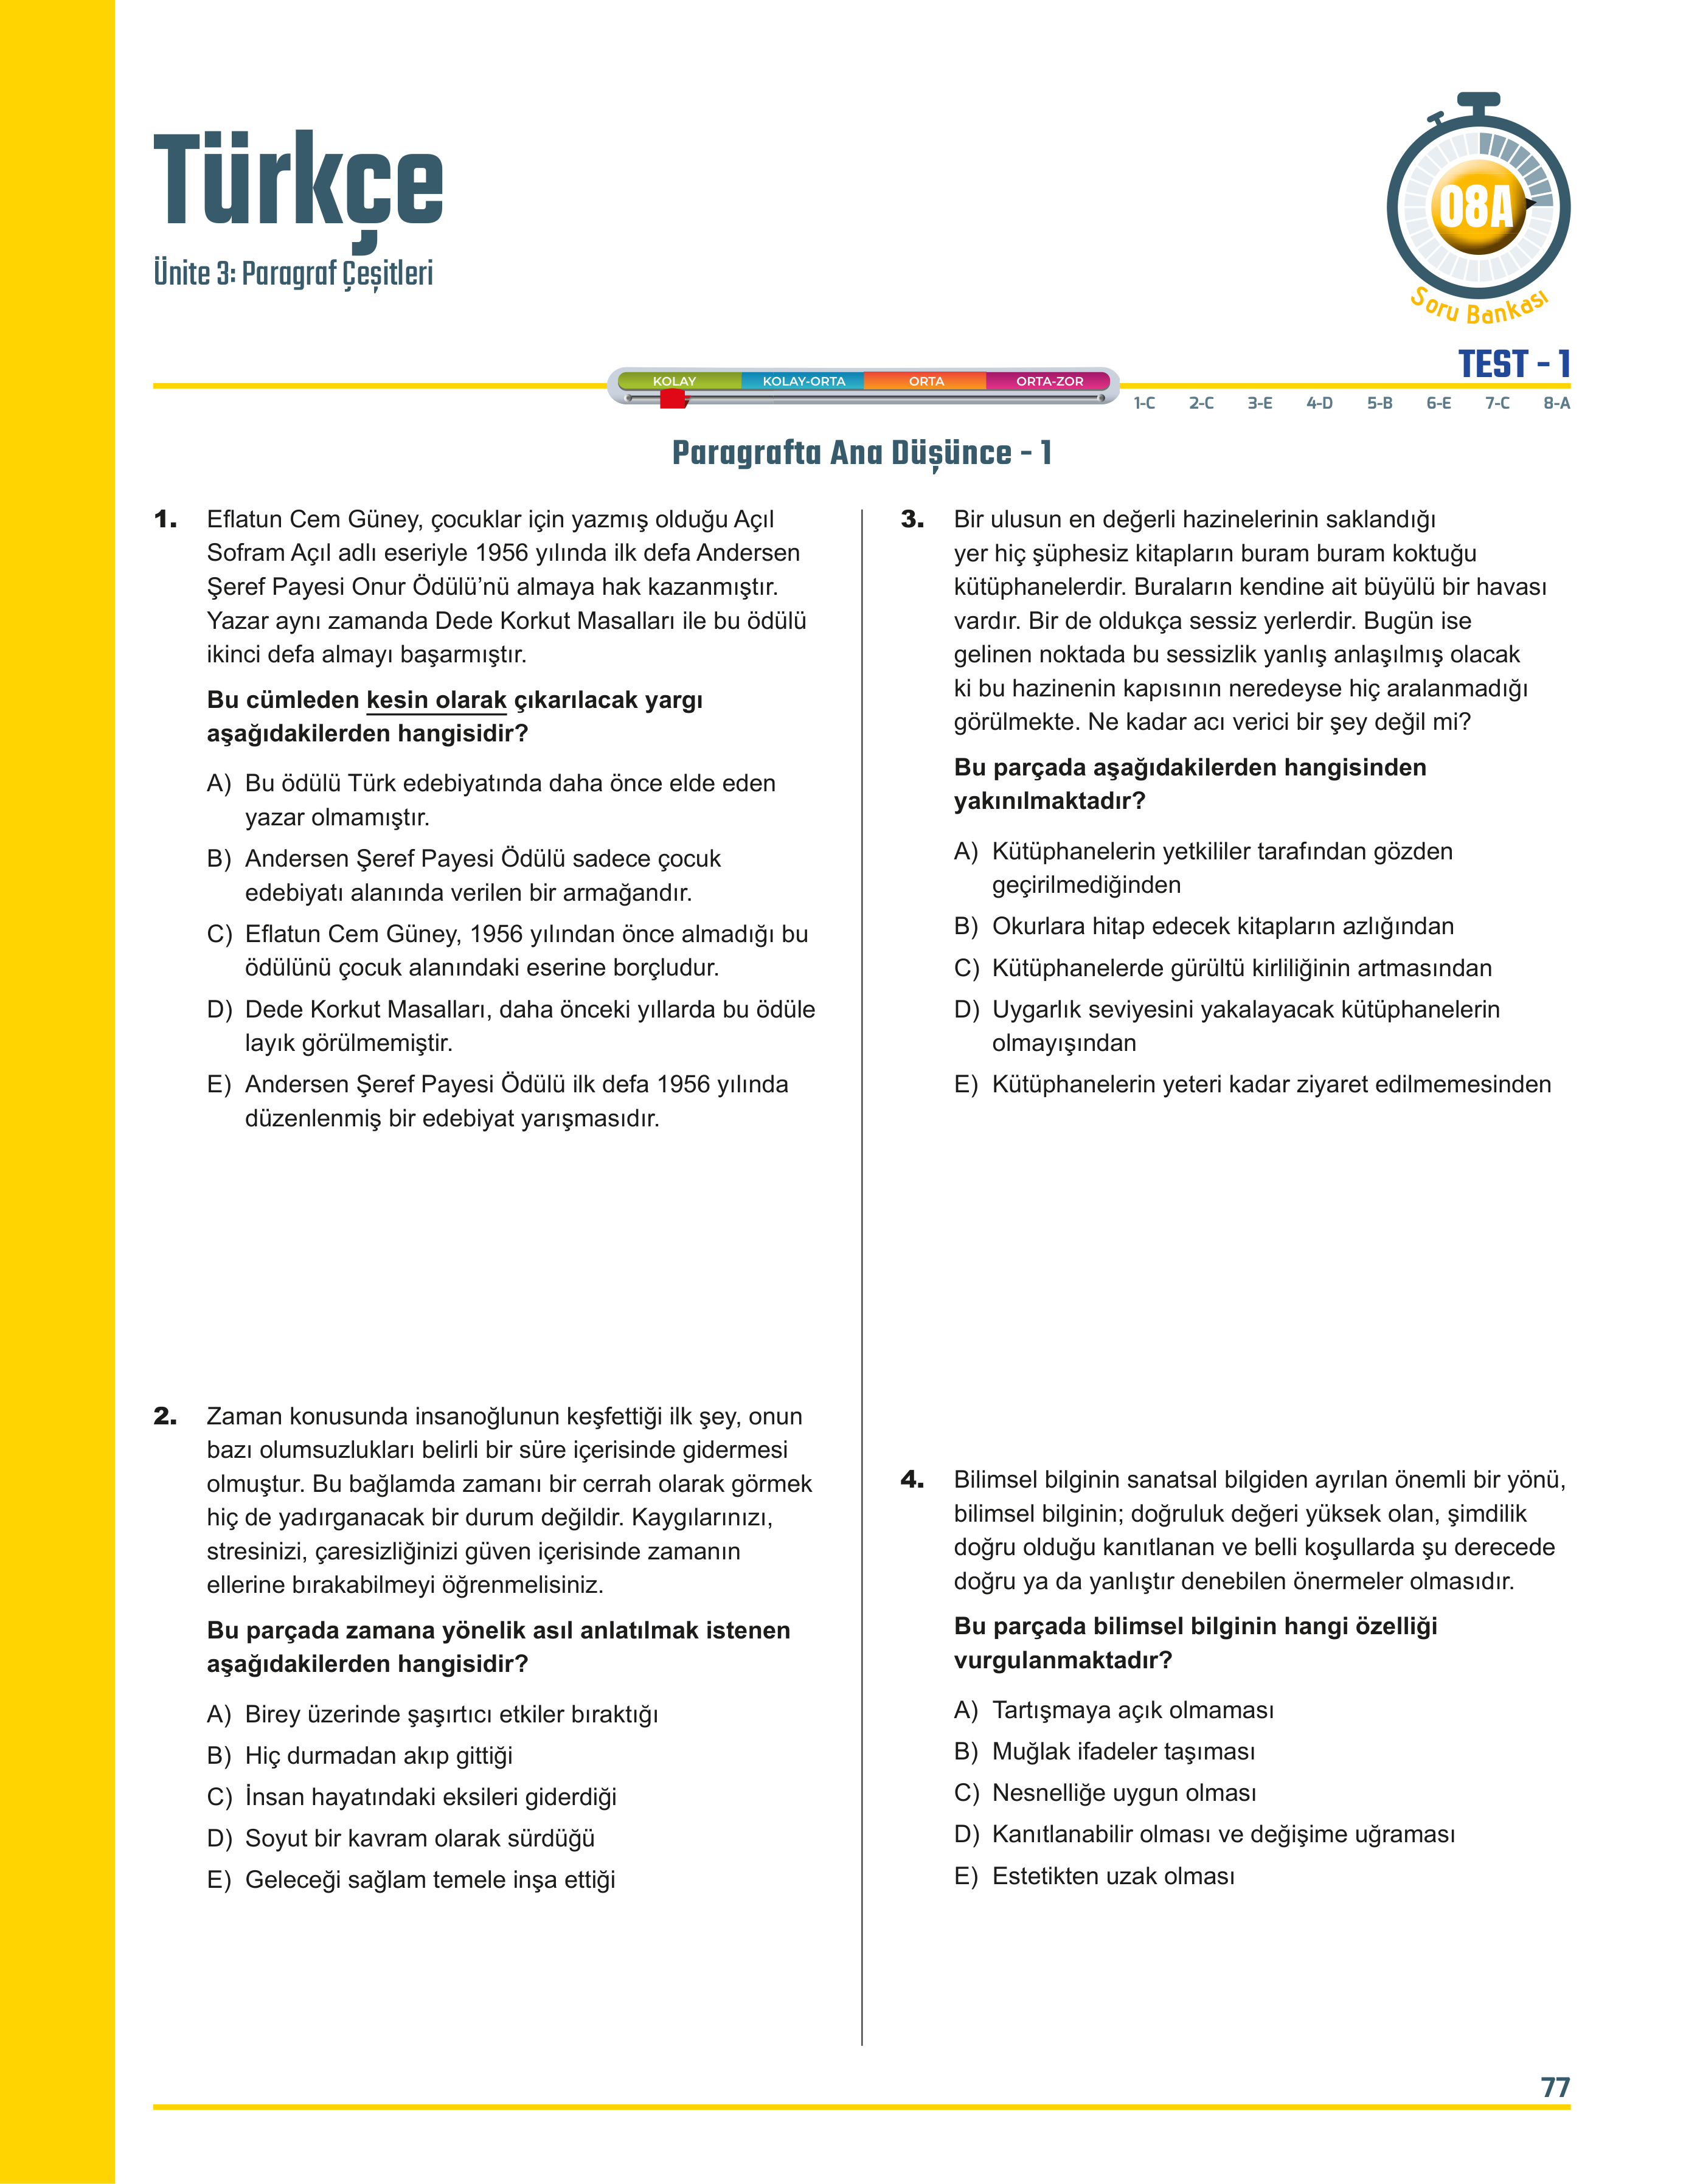 Türkçe
Ünite 3: Paragraf Çeşitleri
08A
Soru Bankası
TEST - 1
KOLAY KOLAY-ORTA ORTA ORTA-ZOR
1-C 2-C 3-E 4-D 5-B 6-E 7-C 8-A
Paragrafta Ana Düşünce - 1
1. Eflatun Cem Güney, çocuklar için yazmış olduğu Açıl
Sofram Açıl adlı eseriyle 1956 yılında ilk defa Andersen
Şeref Payesi Onur Ödülü’nü almaya hak kazanmıştır.
Yazar aynı zamanda Dede Korkut Masalları ile bu ödülü
ikinci defa almayı başarmıştır.
Bu cümleden kesin olarak çıkarılacak yargı
aşağıdakilerden hangisidir?
A) Bu ödülü Türk edebiyatında daha önce elde eden
yazar olmamıştır.
B) Andersen Şeref Payesi Ödülü sadece çocuk
edebiyatı alanında verilen bir armağandır.
C) Eflatun Cem Güney, 1956 yılından önce almadığı bu
ödülünü çocuk alanındaki eserine borçludur.
D) Dede Korkut Masalları, daha önceki yıllarda bu ödüle
layık görülmemiştir.
E) Andersen Şeref Payesi Ödülü ilk defa 1956 yılında
düzenlenmiş bir edebiyat yarışmasıdır.
2. Zaman konusunda insanoğlunun keşfettiği ilk şey, onun
bazı olumsuzlukları belirli bir süre içerisinde gidermesi
olmuştur. Bu bağlamda zamanı bir cerrah olarak görmek
hiç de yadırganacak bir durum değildir. Kaygılarınızı,
stresinizi, çaresizliğinizi güven içerisinde zamanın
ellerine bırakabilmeyi öğrenmelisiniz.
Bu parçada zamana yönelik asıl anlatılmak istenen
aşağıdakilerden hangisidir?
A) Birey üzerinde şaşırtıcı etkiler bıraktığı
B) Hiç durmadan akıp gittiği
C) İnsan hayatındaki eksileri giderdiği
D) Soyut bir kavram olarak sürdüğü
E) Geleceği sağlam temele inşa ettiği
3. Bir ulusun en değerli hazinelerinin saklandığı
yer hiç şüphesiz kitapların buram buram koktuğu
kütüphanelerdir. Buraların kendine ait büyülü bir havası
vardır. Bir de oldukça sessiz yerlerdir. Bugün ise
gelinen noktada bu sessizlik yanlış anlaşılmış olacak
ki bu hazinenin kapısının neredeyse hiç aralanmadığı
görülmekte. Ne kadar acı verici bir şey değil mi?
Bu parçada aşağıdakilerden hangisinden
yakınılmaktadır?
A) Kütüphanelerin yetkililer tarafından gözden
geçirilmediğinden
B) Okurlara hitap edecek kitapların azlığından
C) Kütüphanelerde gürültü kirliliğinin artmasından
D) Uygarlık seviyesini yakalayacak kütüphanelerin
olmayışından
E) Kütüphanelerin yeteri kadar ziyaret edilmemesinden
4. Bilimsel bilginin sanatsal bilgiden ayrılan önemli bir yönü,
bilimsel bilginin; doğruluk değeri yüksek olan, şimdilik
doğru olduğu kanıtlanan ve belli koşullarda şu derecede
doğru ya da yanlıştır denebilen önermeler olmasıdır.
Bu parçada bilimsel bilginin hangi özelliği
vurgulanmaktadır?
A) Tartışmaya açık olmaması
B) Muğlak ifadeler taşıması
C) Nesnelliğe uygun olması
D) Kanıtlanabilir olması ve değişime uğraması
E) Estetikten uzak olması
77